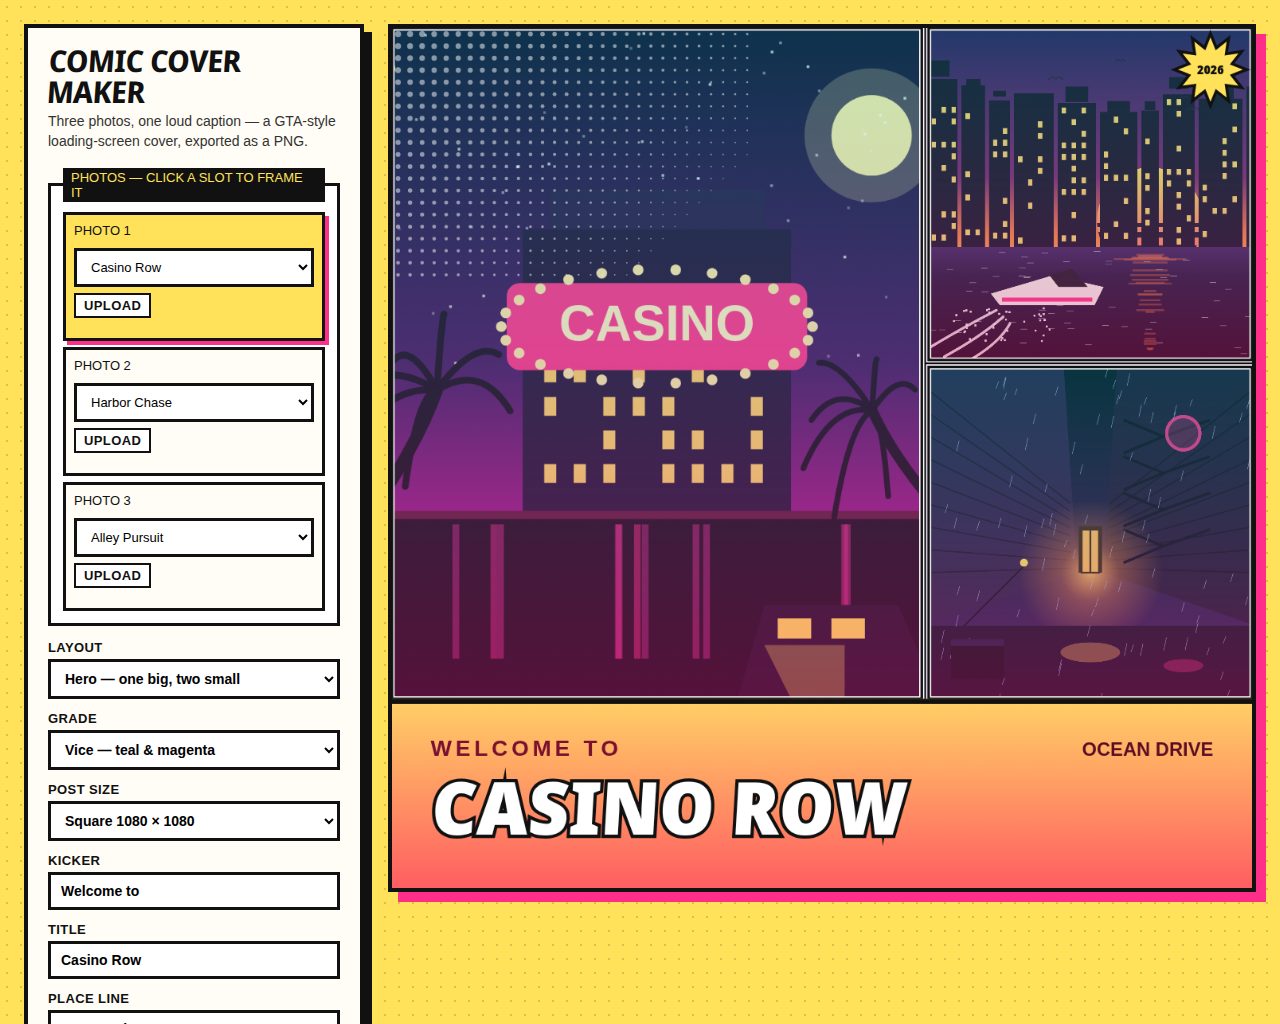 COMIC COVER
MAKER
Three photos, one loud caption — a GTA-style
loading-screen cover, exported as a PNG.
PHOTOS — CLICK A SLOT TO FRAME
IT
PHOTO 1
Casino Row
UPLOAD
PHOTO 2
Harbor Chase
UPLOAD
PHOTO 3
Alley Pursuit
UPLOAD
LAYOUT
Hero — one big, two small
GRADE
Vice — teal & magenta
POST SIZE
Square 1080 × 1080
KICKER
Welcome to
TITLE
Casino Row
PLACE LINE
CASINO
2026
WELCOME TO
OCEAN DRIVE
CASINO ROW